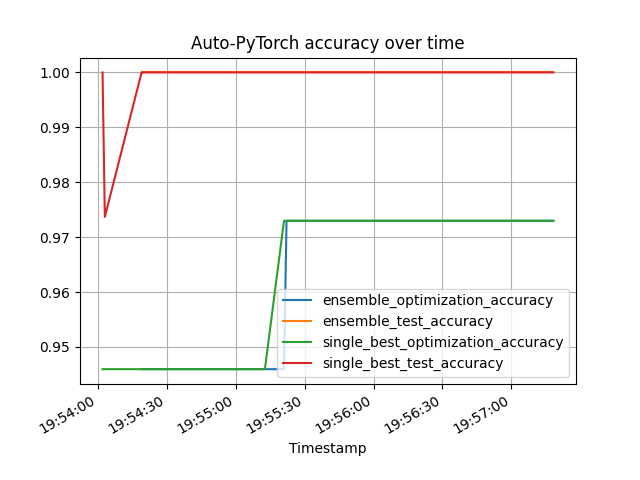 Auto-PyTorch accuracy over time
1.00
0.99
0.98
0.97
0.96
0.95
ensemble_optimization_accuracy
ensemble_test_accuracy
single_best_optimization_accuracy
single_best_test_accuracy
19:54:00
19:54:30
19:55:00
19:55:30
19:56:00
19:56:30
19:57:00
Timestamp